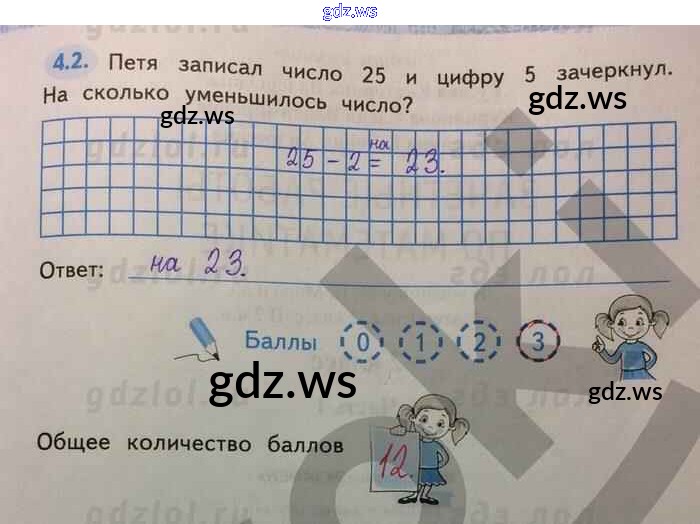 gdz.ws
4.2. Петя записал число 25 и цифру 5 зачеркнул.
На сколько уменьшилось число?
gdz.ws
gdz.ws
25 - 2 = на 23.
Ответ: на 23.
Баллы 0 1 2 3
gdz.ws
gdz.ws
Общее количество баллов 12.